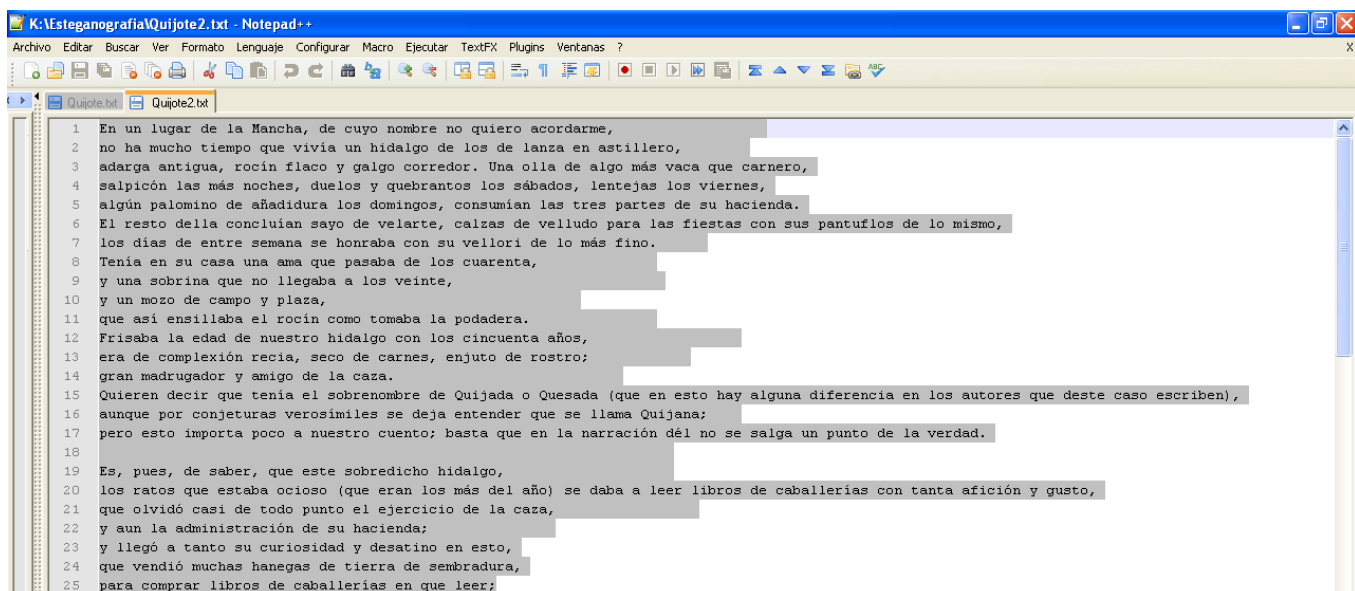 K:\Esteganografia\Quijote2.txt - Notepad++
Archivo Editar Buscar Ver Formato Lenguaje Configurar Macro Ejecutar TextFX Plugins Ventanas ? X
ABC
Quijote.txt Quijote2.txt
1 En un lugar de la Mancha, de cuyo nombre no quiero acordarme,
2 no ha mucho tiempo que vivía un hidalgo de los de lanza en astillero,
3 adarga antigua, rocín flaco y galgo corredor. Una olla de algo más vaca que carnero,
4 salpicón las más noches, duelos y quebrantos los sábados, lentejas los viernes,
5 algún palomino de añadidura los domingos, consumían las tres partes de su hacienda.
6 El resto della concluían sayo de velarte, calzas de velludo para las fiestas con sus pantuflos de lo mismo,
7 los días de entre semana se honraba con su vellori de lo más fino.
8 Tenía en su casa una ama que pasaba de los cuarenta,
9 y una sobrina que no llegaba a los veinte,
10 y un mozo de campo y plaza,
11 que así ensillaba el rocín como tomaba la podadera.
12 Frisaba la edad de nuestro hidalgo con los cincuenta años,
13 era de complexión recia, seco de carnes, enjuto de rostro;
14 gran madrugador y amigo de la caza.
15 Quieren decir que tenía el sobrenombre de Quijada o Quesada (que en esto hay alguna diferencia en los autores que deste caso escriben),
16 aunque por conjeturas verosímiles se deja entender que se llama Quijana;
17 pero esto importa poco a nuestro cuento; basta que en la narración dél no se salga un punto de la verdad.
18
19 Es, pues, de saber, que este sobredicho hidalgo,
20 los ratos que estaba ocioso (que eran los más del año) se daba a leer libros de caballerías con tanta afición y gusto,
21 que olvidó casi de todo punto el ejercicio de la caza,
22 y aun la administración de su hacienda;
23 y llegó a tanto su curiosidad y desatino en esto,
24 que vendió muchas hanegas de tierra de sembradura,
25 para comprar libros de caballerías en que leer;